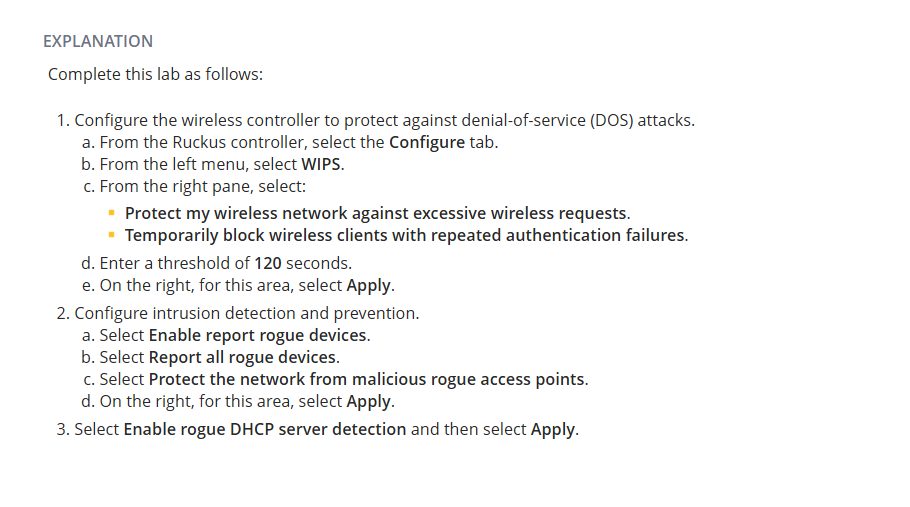 EXPLANATION
Complete this lab as follows:
1. Configure the wireless controller to protect against denial-of-service (DOS) attacks.
a. From the Ruckus controller, select the Configure tab.
b. From the left menu, select WIPS.
c. From the right pane, select:
▪ Protect my wireless network against excessive wireless requests.
▪ Temporarily block wireless clients with repeated authentication failures.
d. Enter a threshold of 120 seconds.
e. On the right, for this area, select Apply.
2. Configure intrusion detection and prevention.
a. Select Enable report rogue devices.
b. Select Report all rogue devices.
c. Select Protect the network from malicious rogue access points.
d. On the right, for this area, select Apply.
3. Select Enable rogue DHCP server detection and then select Apply.